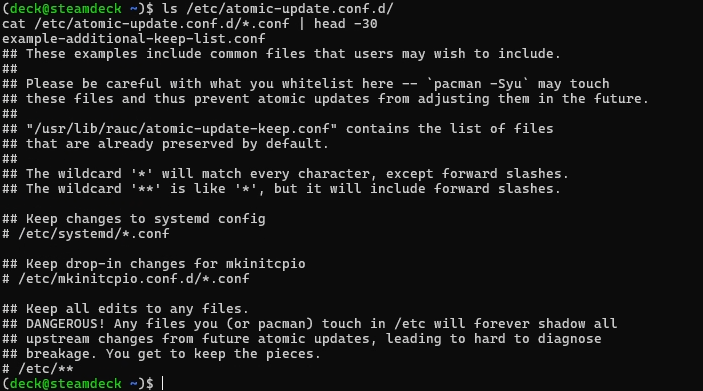 (deck@steamdeck ~)$ ls /etc/atomic-update.conf.d/
cat /etc/atomic-update.conf.d/*.conf | head -30
example-additional-keep-list.conf
## These examples include common files that users may wish to include.
##
## Please be careful with what you whitelist here -- `pacman -Syu` may touch
## these files and thus prevent atomic updates from adjusting them in the future.
##
## "/usr/lib/rauc/atomic-update-keep.conf" contains the list of files
## that are already preserved by default.
##
## The wildcard '*' will match every character, except forward slashes.
## The wildcard '**' is like '*', but it will include forward slashes.

## Keep changes to systemd config
# /etc/systemd/*.conf

## Keep drop-in changes for mkinitcpio
# /etc/mkinitcpio.conf.d/*.conf

## Keep all edits to any files.
## DANGEROUS! Any files you (or pacman) touch in /etc will forever shadow all
## upstream changes from future atomic updates, leading to hard to diagnose
## breakage. You get to keep the pieces.
# /etc/**
(deck@steamdeck ~)$